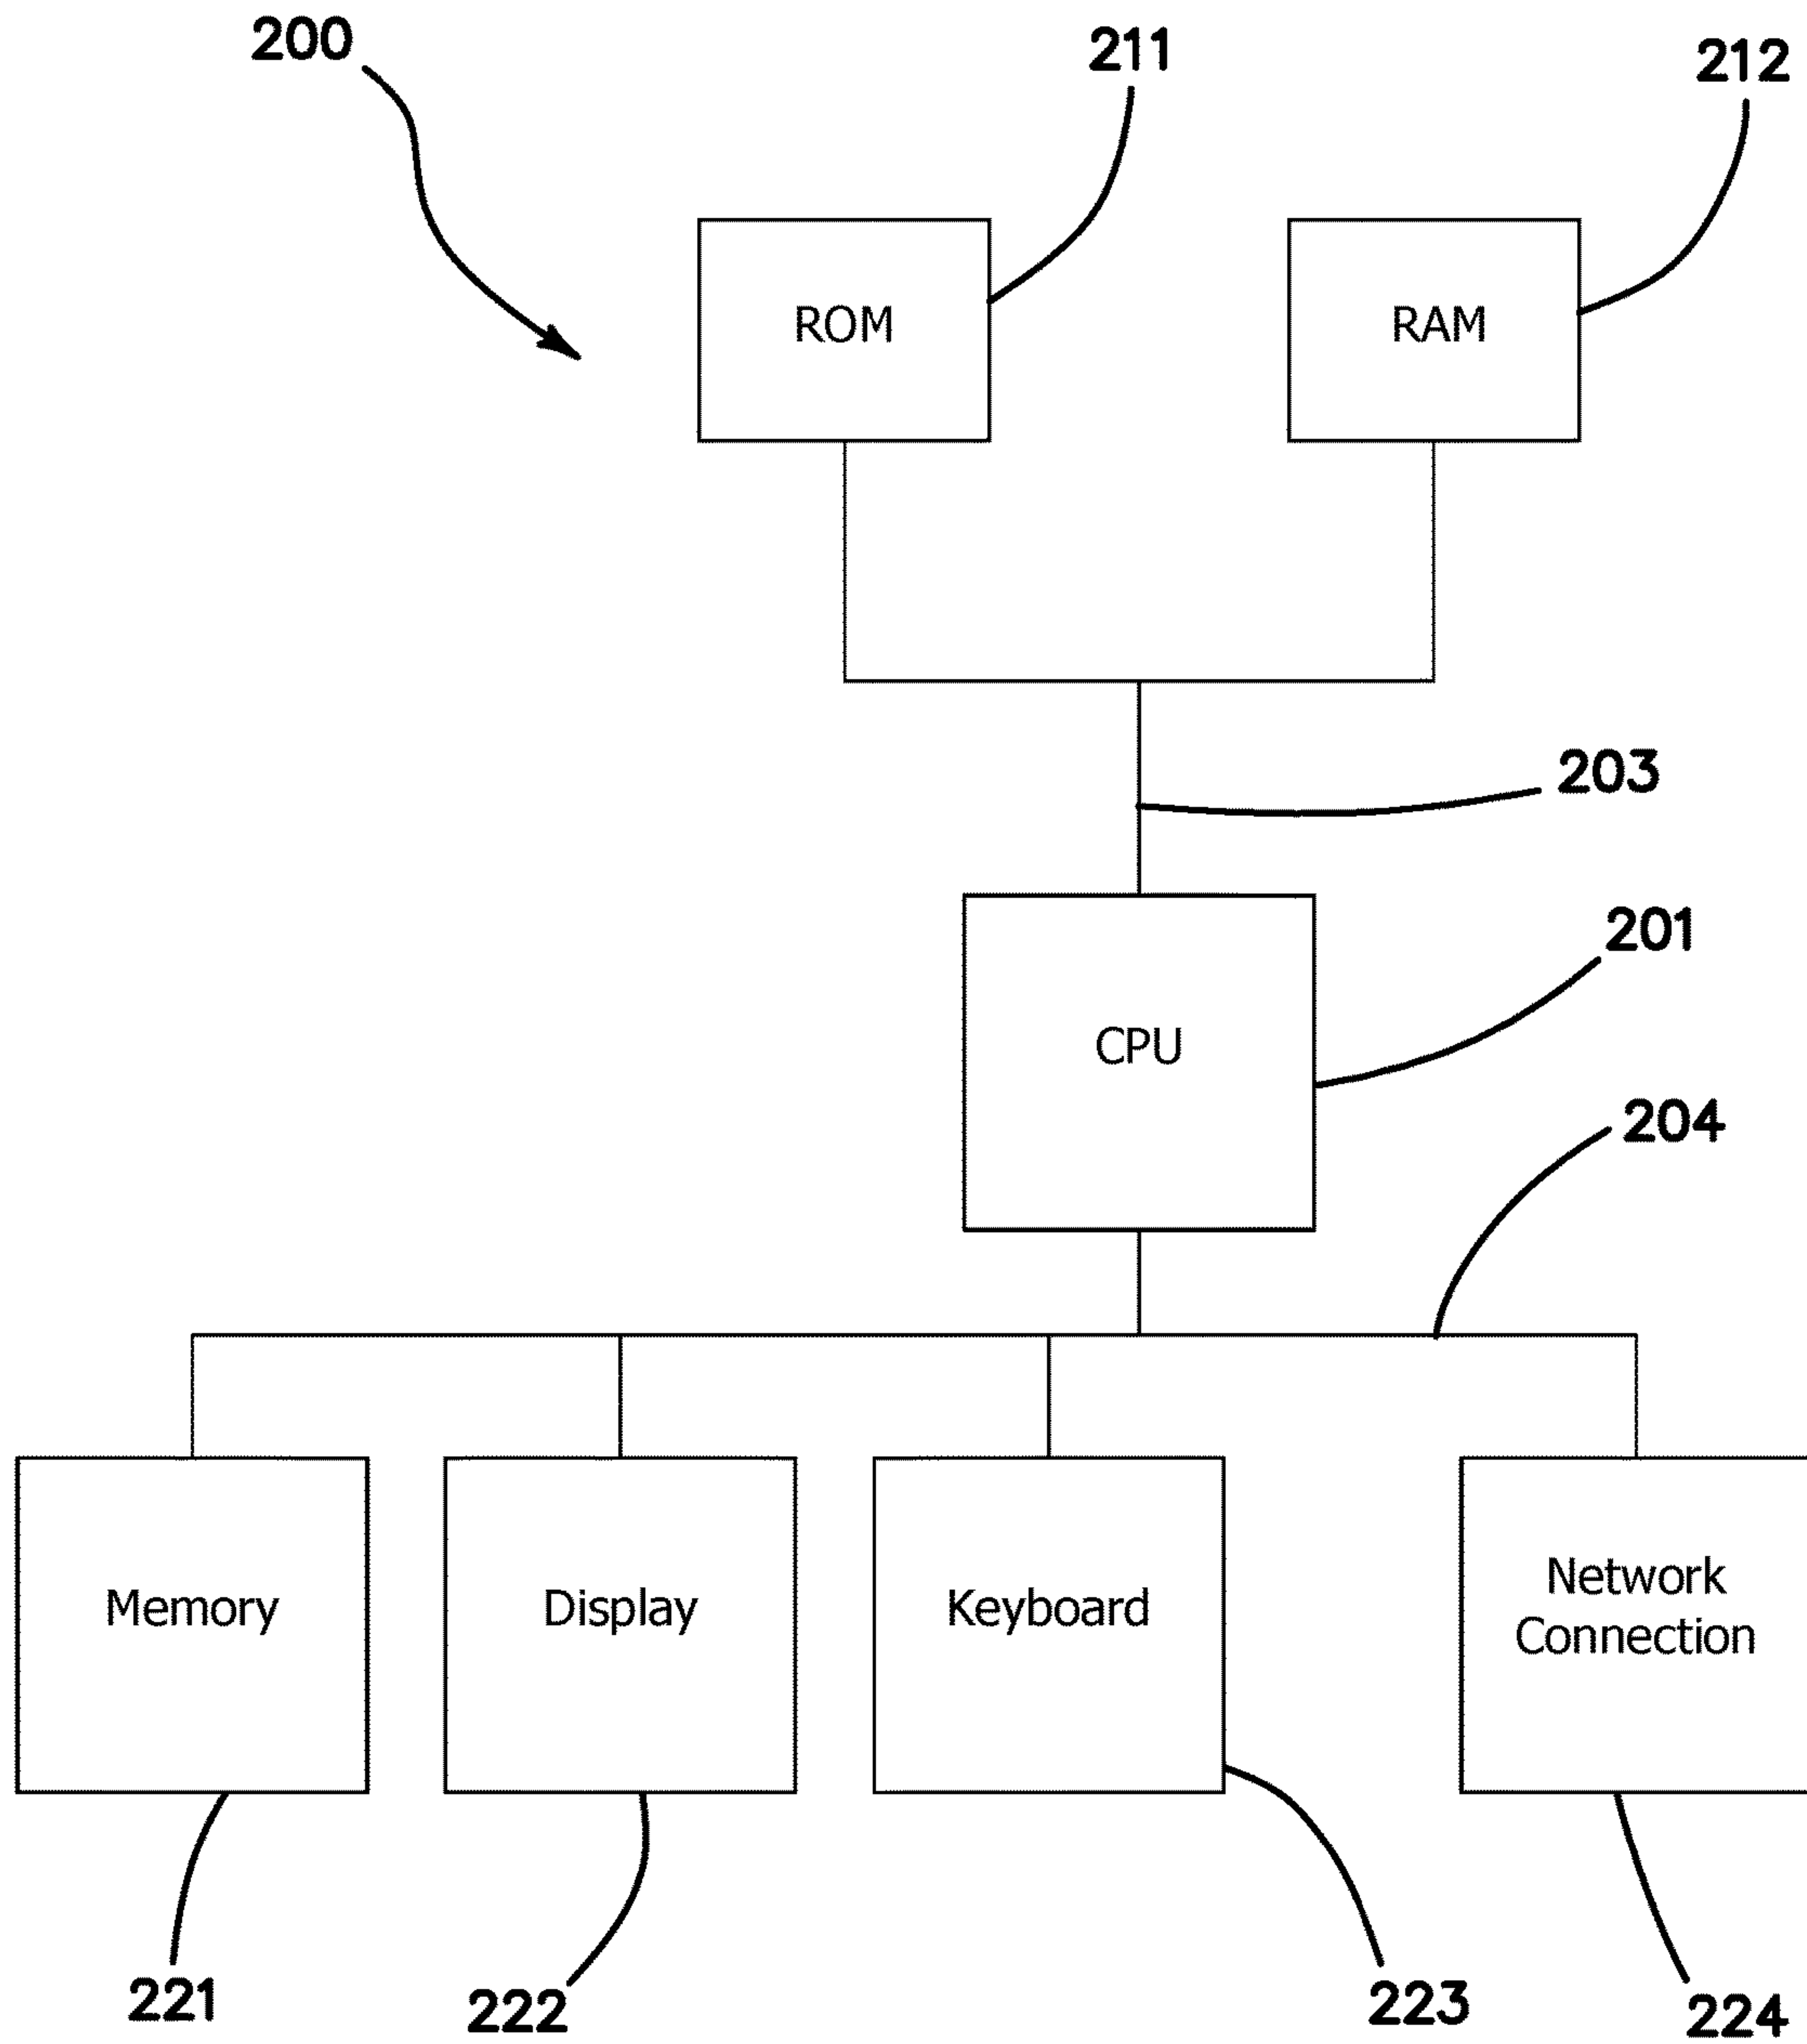 200
211
212
ROM
RAM
203
201
CPU
204
Memory
Display
Keyboard
Network
Connection
221
222
223
224